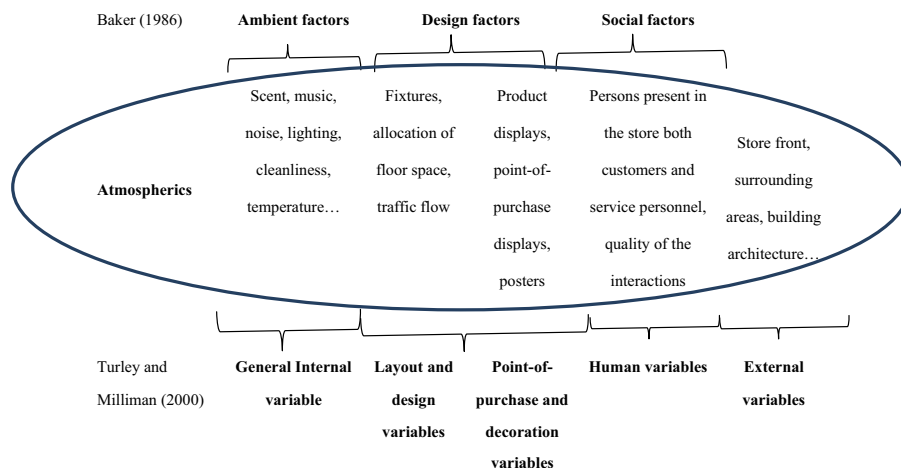 Baker (1986)
Ambient factors
Design factors
Social factors
Atmospherics
Scent, music,
noise, lighting,
cleanliness,
temperature…
Fixtures,
allocation of
floor space,
traffic flow
Product
displays,
point-of-
purchase
displays,
posters
Persons present in
the store both
customers and
service personnel,
quality of the
interactions
Store front,
surrounding
areas, building
architecture…
Turley and
Milliman (2000)
General Internal
variable
Layout and
design
variables
Point-of-
purchase and
decoration
variables
Human variables
External
variables